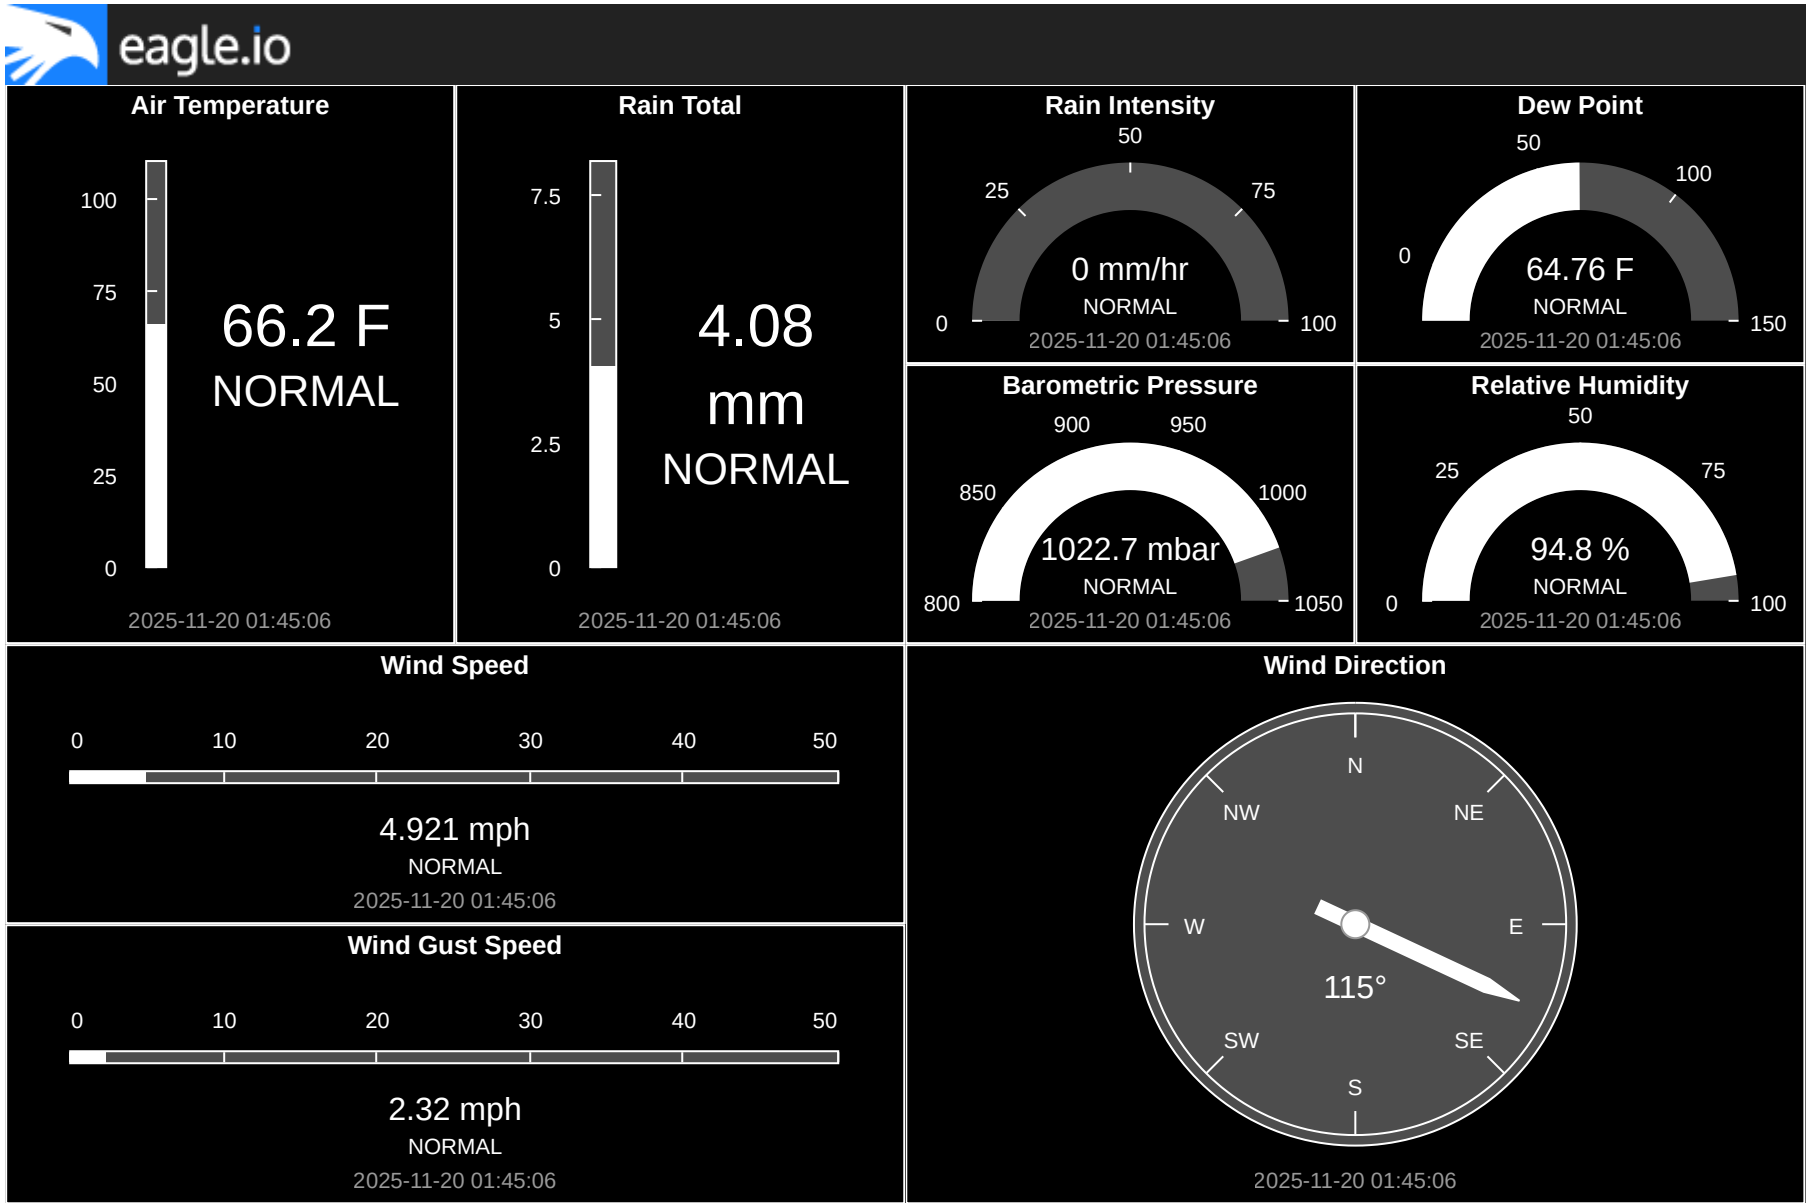 eagle.io
Air Temperature
100
75
50
25
0
66.2 F
NORMAL
2025-11-20 01:45:06
Rain Total
7.5
5
2.5
0
4.08
mm
NORMAL
2025-11-20 01:45:06
Rain Intensity
50
25
75
0
100
0 mm/hr
NORMAL
2025-11-20 01:45:06
Dew Point
50
100
0
150
64.76 F
NORMAL
2025-11-20 01:45:06
Barometric Pressure
900
950
850
1000
800
1050
1022.7 mbar
NORMAL
2025-11-20 01:45:06
Relative Humidity
50
25
75
0
100
94.8 %
NORMAL
2025-11-20 01:45:06
Wind Speed
0 10 20 30 40 50
4.921 mph
NORMAL
2025-11-20 01:45:06
Wind Gust Speed
0 10 20 30 40 50
2.32 mph
NORMAL
2025-11-20 01:45:06
Wind Direction
N
NW NE
W E
115°
SW SE
S
2025-11-20 01:45:06